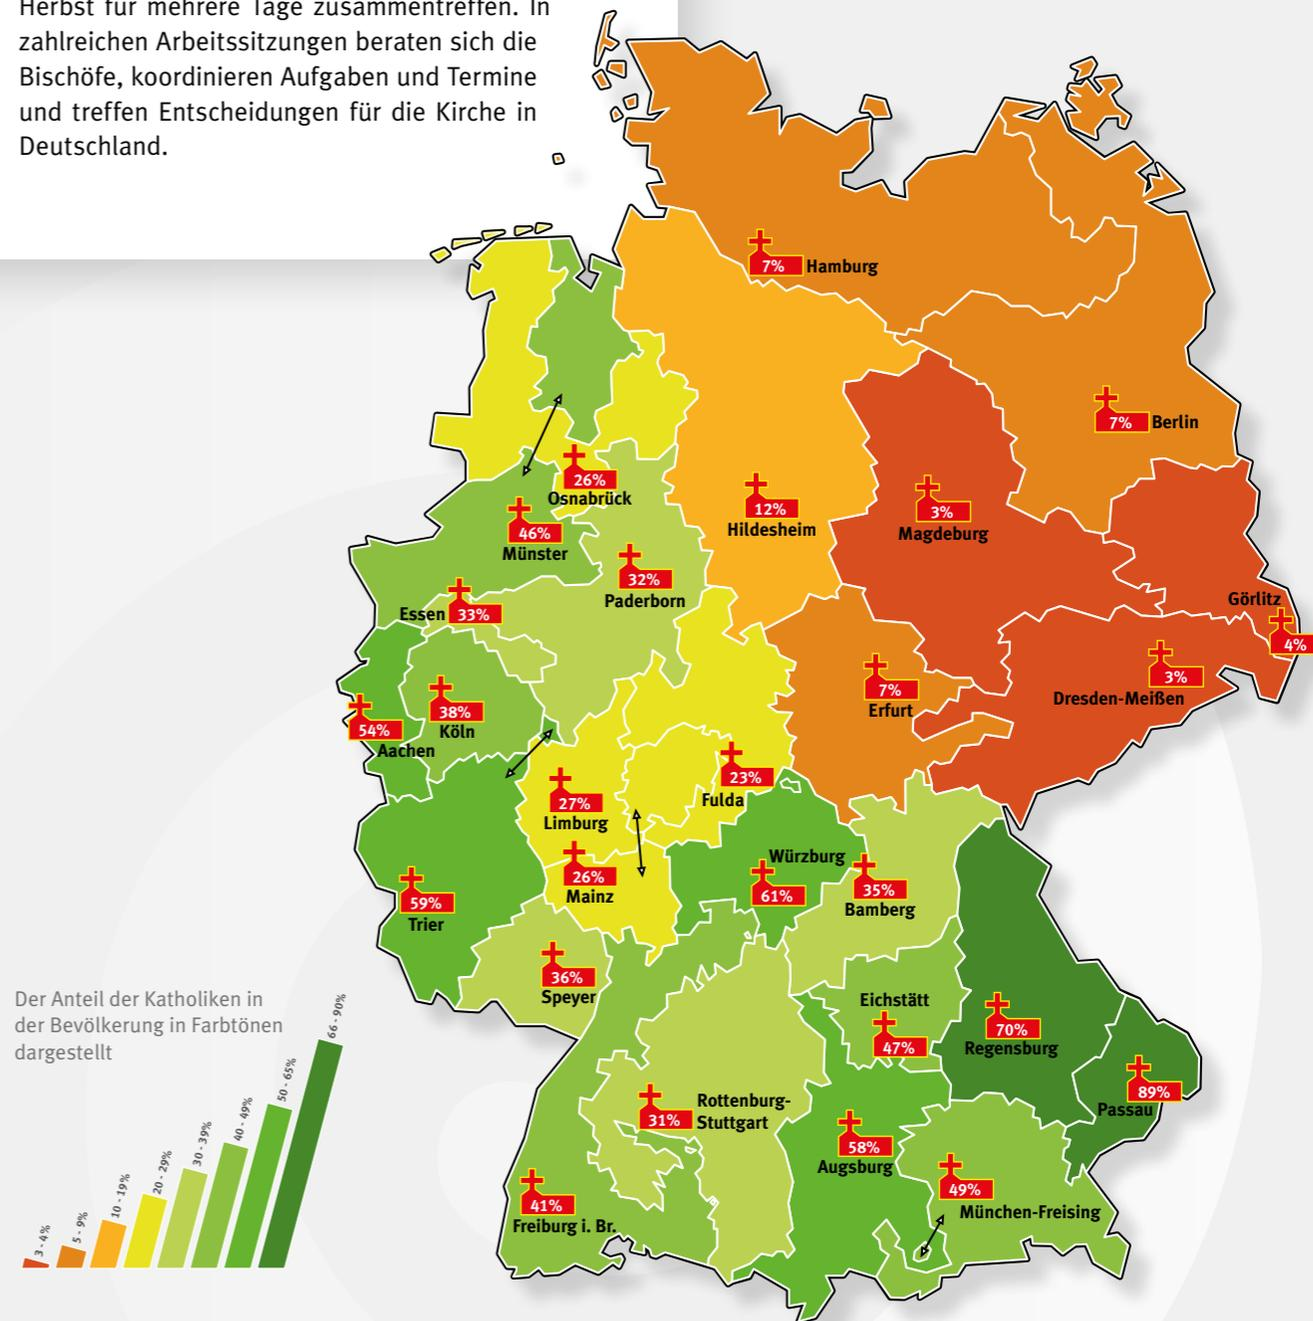 Herbst für mehrere Tage zusammentreffen. In
zahlreichen Arbeitssitzungen beraten sich die
Bischöfe, koordinieren Aufgaben und Termine
und treffen Entscheidungen für die Kirche in
Deutschland.
7% Hamburg
7% Berlin
26%
Osnabrück
12%
Hildesheim
3%
Magdeburg
46%
Münster
32%
Paderborn
Essen 33%
Görlitz
4%
3%
Dresden-Meißen
7%
Erfurt
38%
Köln
54%
Aachen
23%
Fulda
27%
Limburg
26%
Mainz
Würzburg
61%
35%
Bamberg
59%
Trier
36%
Speyer
Eichstätt
47%
70%
Regensburg
89%
Passau
31% Rottenburg-
Stuttgart
58%
Augsburg
49%
München-Freising
41%
Freiburg i. Br.
Der Anteil der Katholiken in
der Bevölkerung in Farbtönen
dargestellt
3 - 4%
5 - 9%
10 - 19%
20 - 29%
30 - 39%
40 - 49%
50 - 65%
66 - 90%